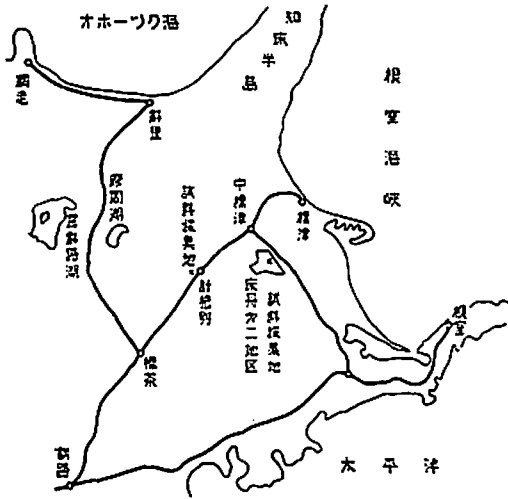 オホーツク海
知床半島
根室海峡
網走
斜里
摩周湖
屈斜路湖
試料採集地
中標津
標津
計根別
試料採集地
床丹第二地区
根室
標茶
釧路
太平洋